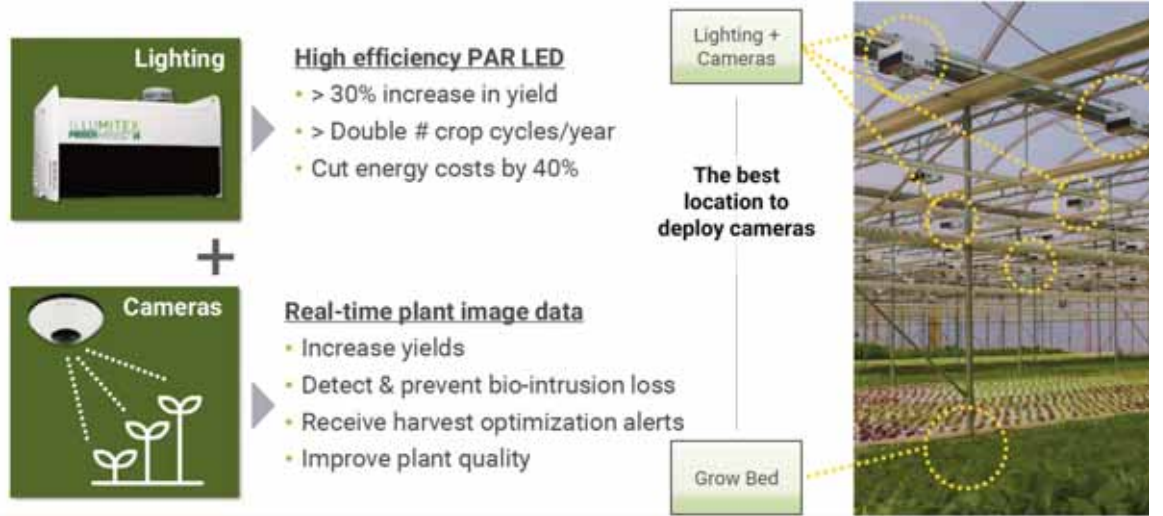 Lighting
ILLUMITEX
High efficiency PAR LED
• > 30% increase in yield
• > Double # crop cycles/year
• Cut energy costs by 40%
+
Cameras
Real-time plant image data
• Increase yields
• Detect & prevent bio-intrusion loss
• Receive harvest optimization alerts
• Improve plant quality
Lighting +
Cameras
The best
location to
deploy cameras
Grow Bed